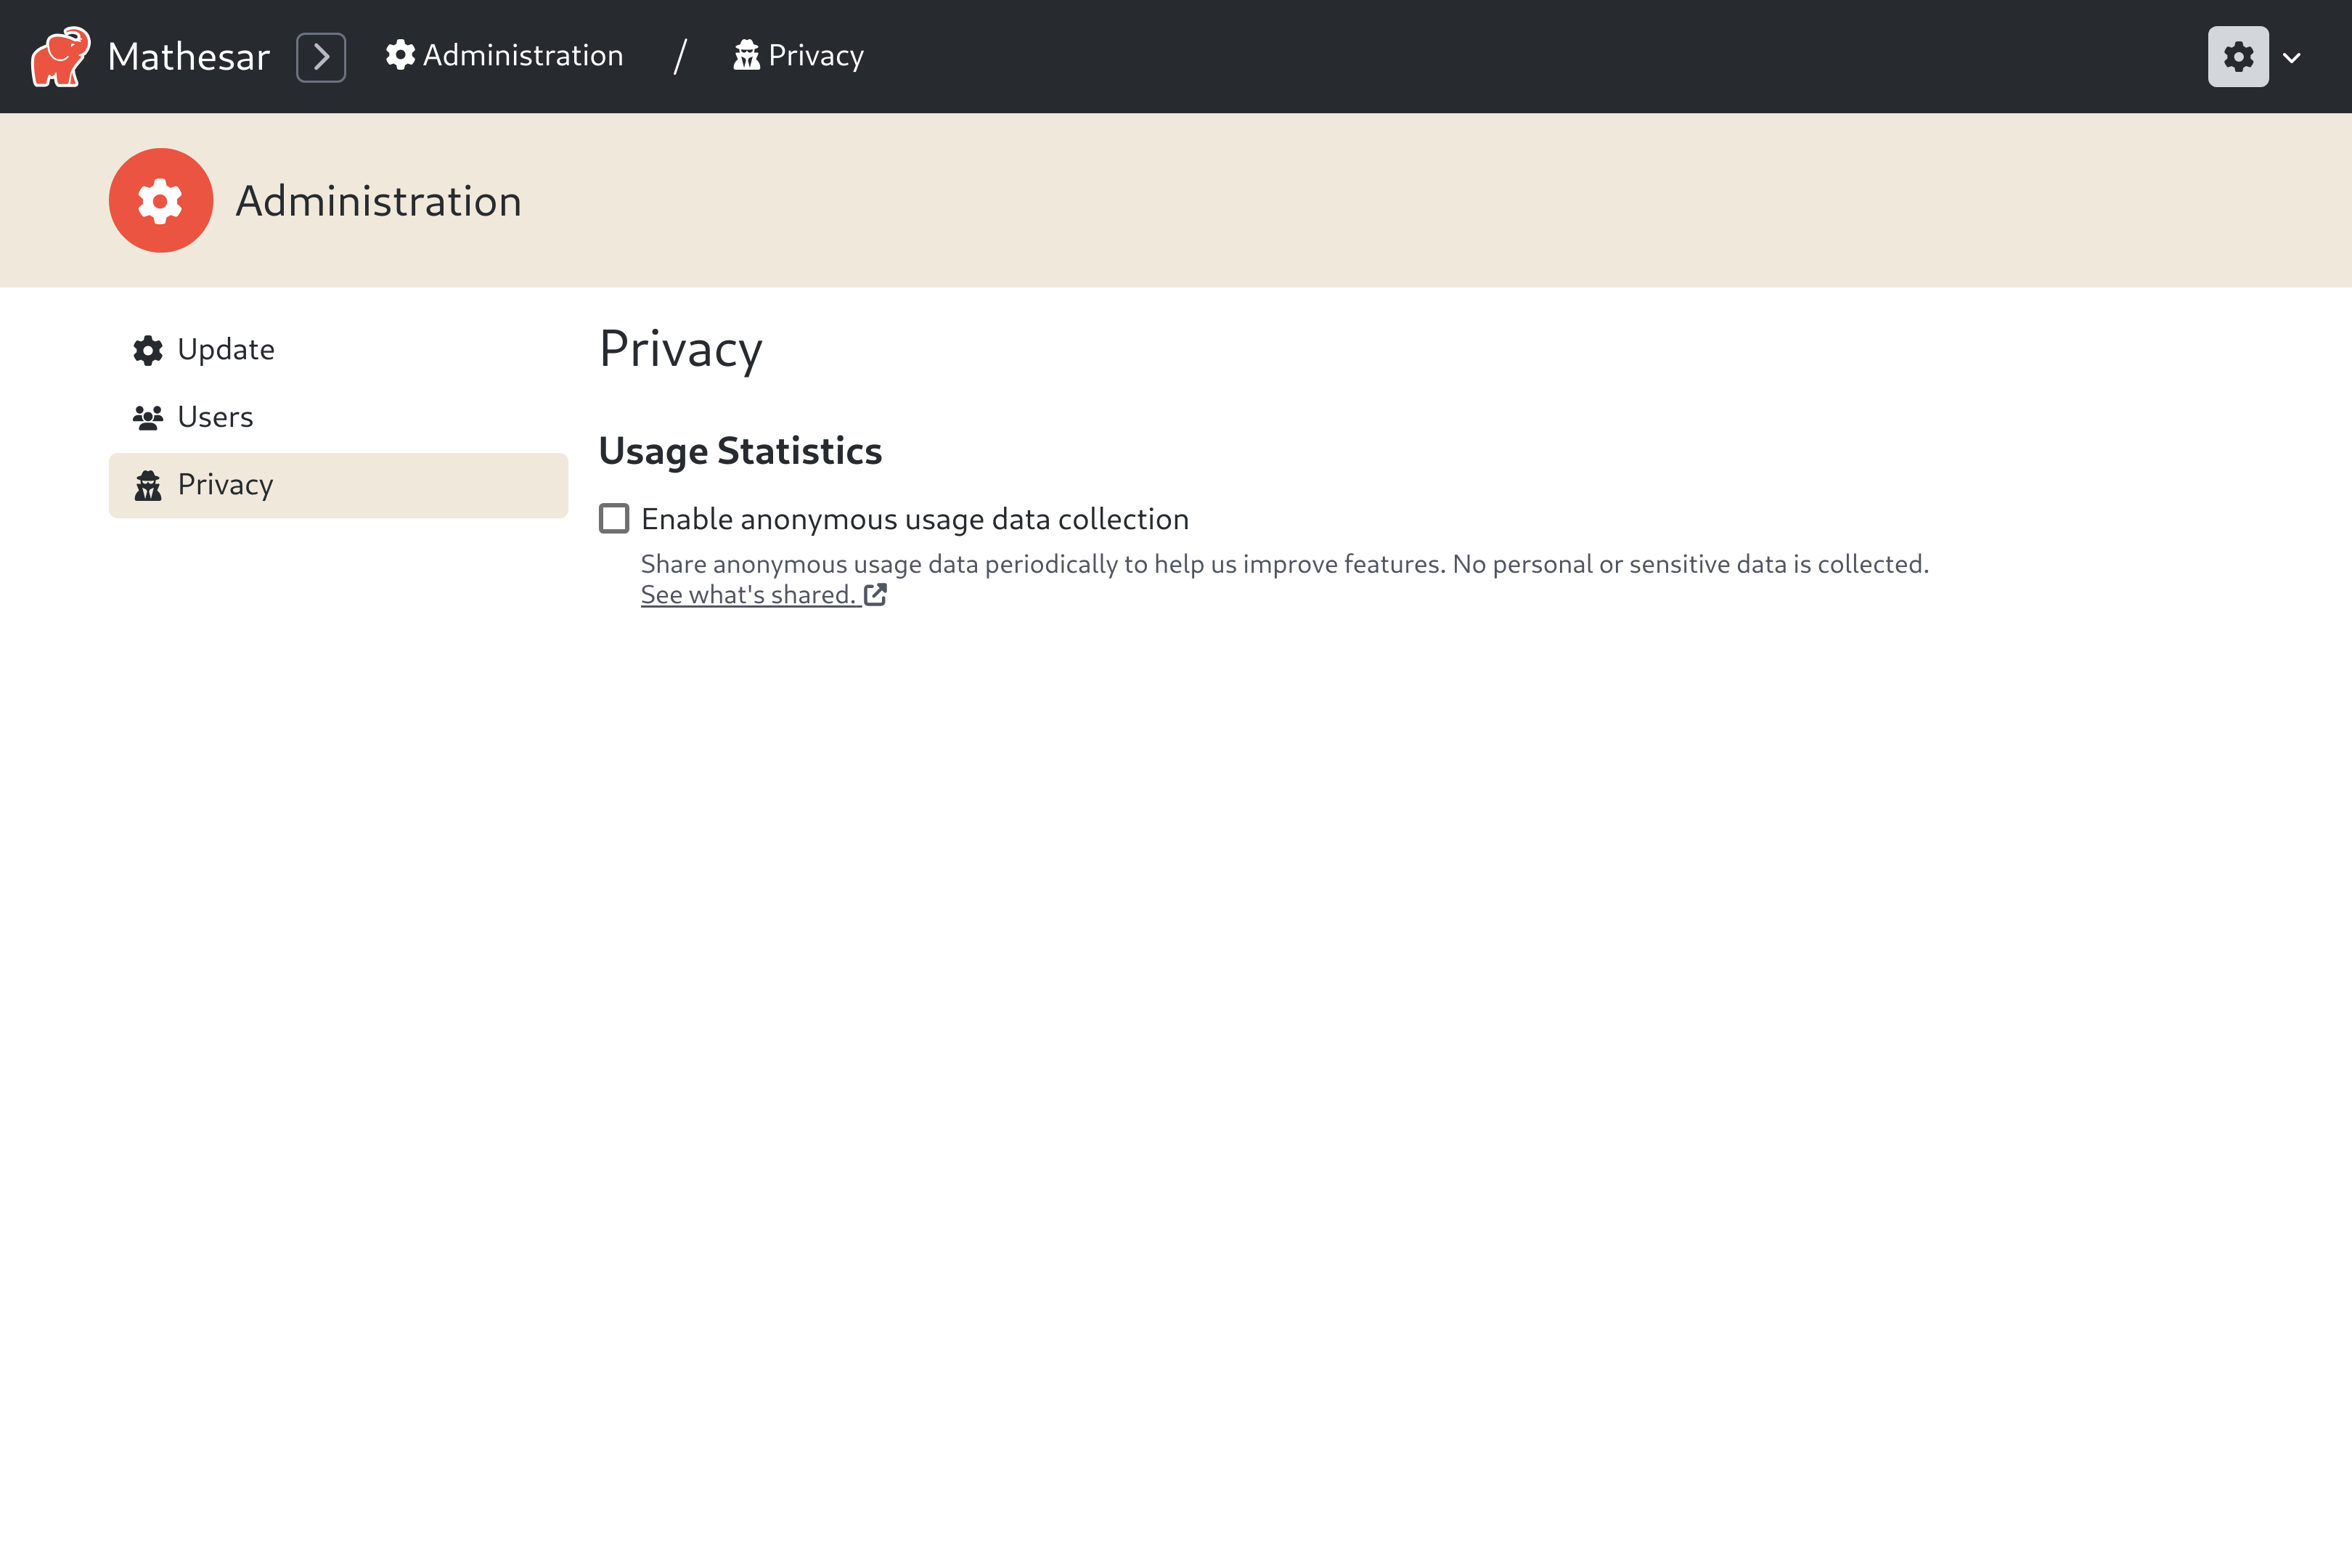 Mathesar Administration / Privacy
Administration
Update
Users
Privacy
Privacy
Usage Statistics
Enable anonymous usage data collection
Share anonymous usage data periodically to help us improve features. No personal or sensitive data is collected.
See what's shared.